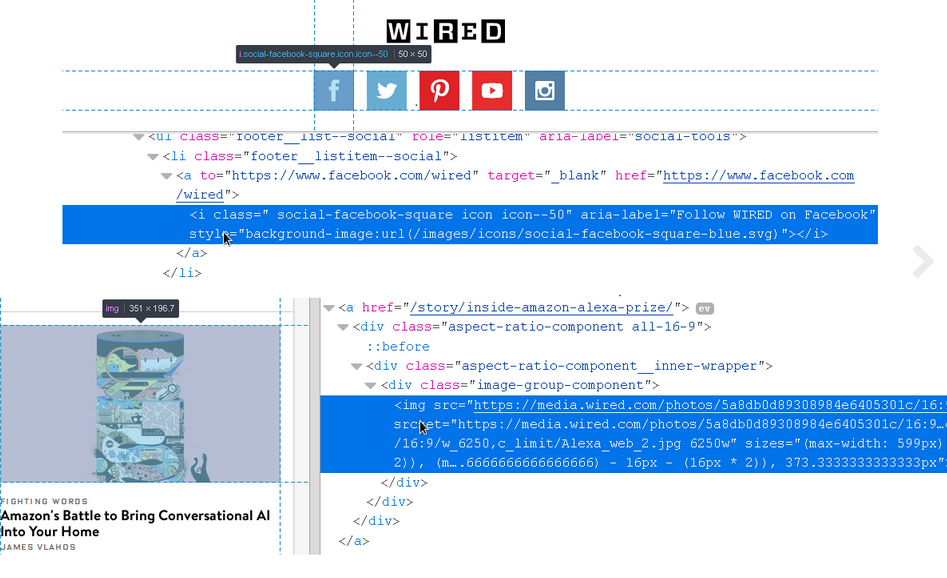 WIRED
i.social-facebook-square.icon.icon--50 | 50 × 50
<ul class="footer__list--social" role="listitem" aria-label="social-tools">
<li class="footer__listitem--social">
<a to="https://www.facebook.com/wired" target="_blank" href="https://www.facebook.com
/wired">
<i class=" social-facebook-square icon icon--50" aria-label="Follow WIRED on Facebook"
style="background-image:url(/images/icons/social-facebook-square-blue.svg)"></i>
</a>
</li>
img | 351 × 196.7
FIGHTING WORDS
Amazon's Battle to Bring Conversational AI
Into Your Home
JAMES VLAHOS
<a href="/story/inside-amazon-alexa-prize/"> ev
<div class="aspect-ratio-component all-16-9">
::before
<div class="aspect-ratio-component__inner-wrapper">
<div class="image-group-component">
<img src="https://media.wired.com/photos/5a8db0d89308984e6405301c/16:
srcset="https://media.wired.com/photos/5a8db0d89308984e6405301c/16:9…
/16:9/w_6250,c_limit/Alexa_web_2.jpg 6250w" sizes="(max-width: 599px)
2)), (m….6666666666666666) - 16px - (16px * 2)), 373.3333333333333px"
</div>
</div>
</div>
</a>